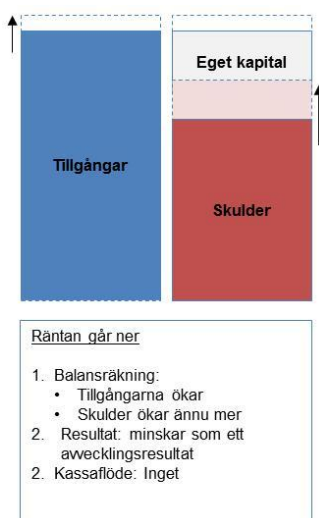 Eget kapital
Tillgångar
Skulder
Räntan går ner
1. Balansräkning:
• Tillgångarna ökar
• Skulder ökar ännu mer
2. Resultat: minskar som ett
avvecklingsresultat
2. Kassaflöde: Inget